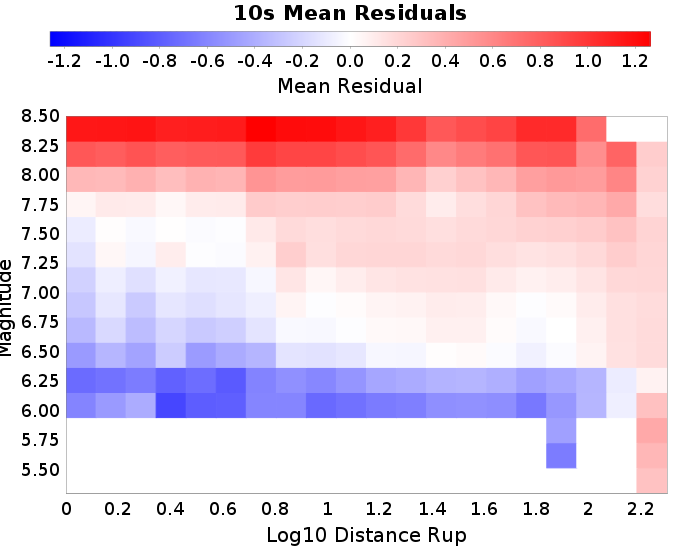 10s Mean Residuals
-1.2 -1.0 -0.8 -0.6 -0.4 -0.2 0.0 0.2 0.4 0.6 0.8 1.0 1.2
Mean Residual
8.50
8.25
8.00
7.75
7.50
7.25
7.00
6.75
6.50
6.25
6.00
5.75
5.50
Magnitude
0 0.2 0.4 0.6 0.8 1 1.2 1.4 1.6 1.8 2 2.2
Log10 Distance Rup